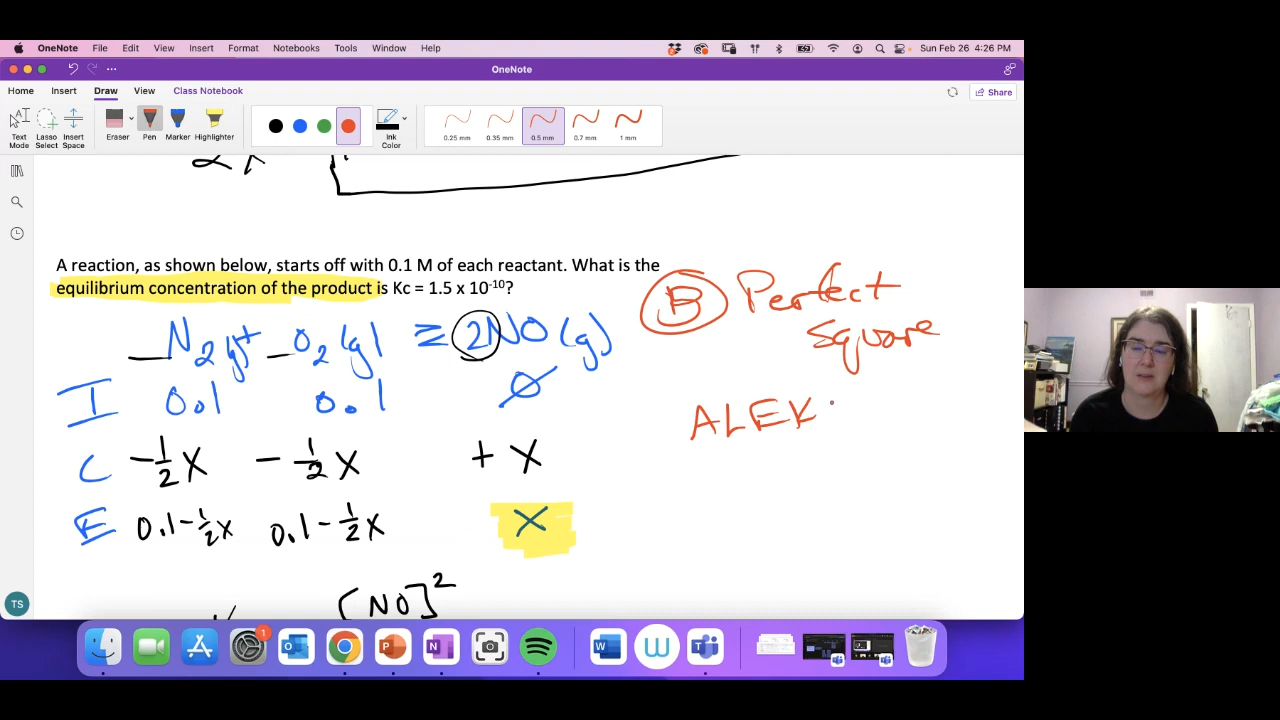 OneNote File Edit View Insert Format Notebooks Tools Window Help Sun Feb 26 4:26 PM
OneNote
Home Insert Draw View Class Notebook Share
Text Mode Lasso Select Insert Space Eraser Pen Marker Highlighter Ink Color 0.25 mm 0.35 mm 0.5 mm 0.7 mm 1 mm
A reaction, as shown below, starts off with 0.1 M of each reactant. What is the
equilibrium concentration of the product is Kc = 1.5 x 10⁻¹⁰?
B Perfect
Square
N₂(g) + O₂(g) ⇌ 2NO(g)
I 0.1 0.1 ∅
ALEK
C -½x -½x +x
E 0.1-½x 0.1-½x x
[NO]²
TS
1